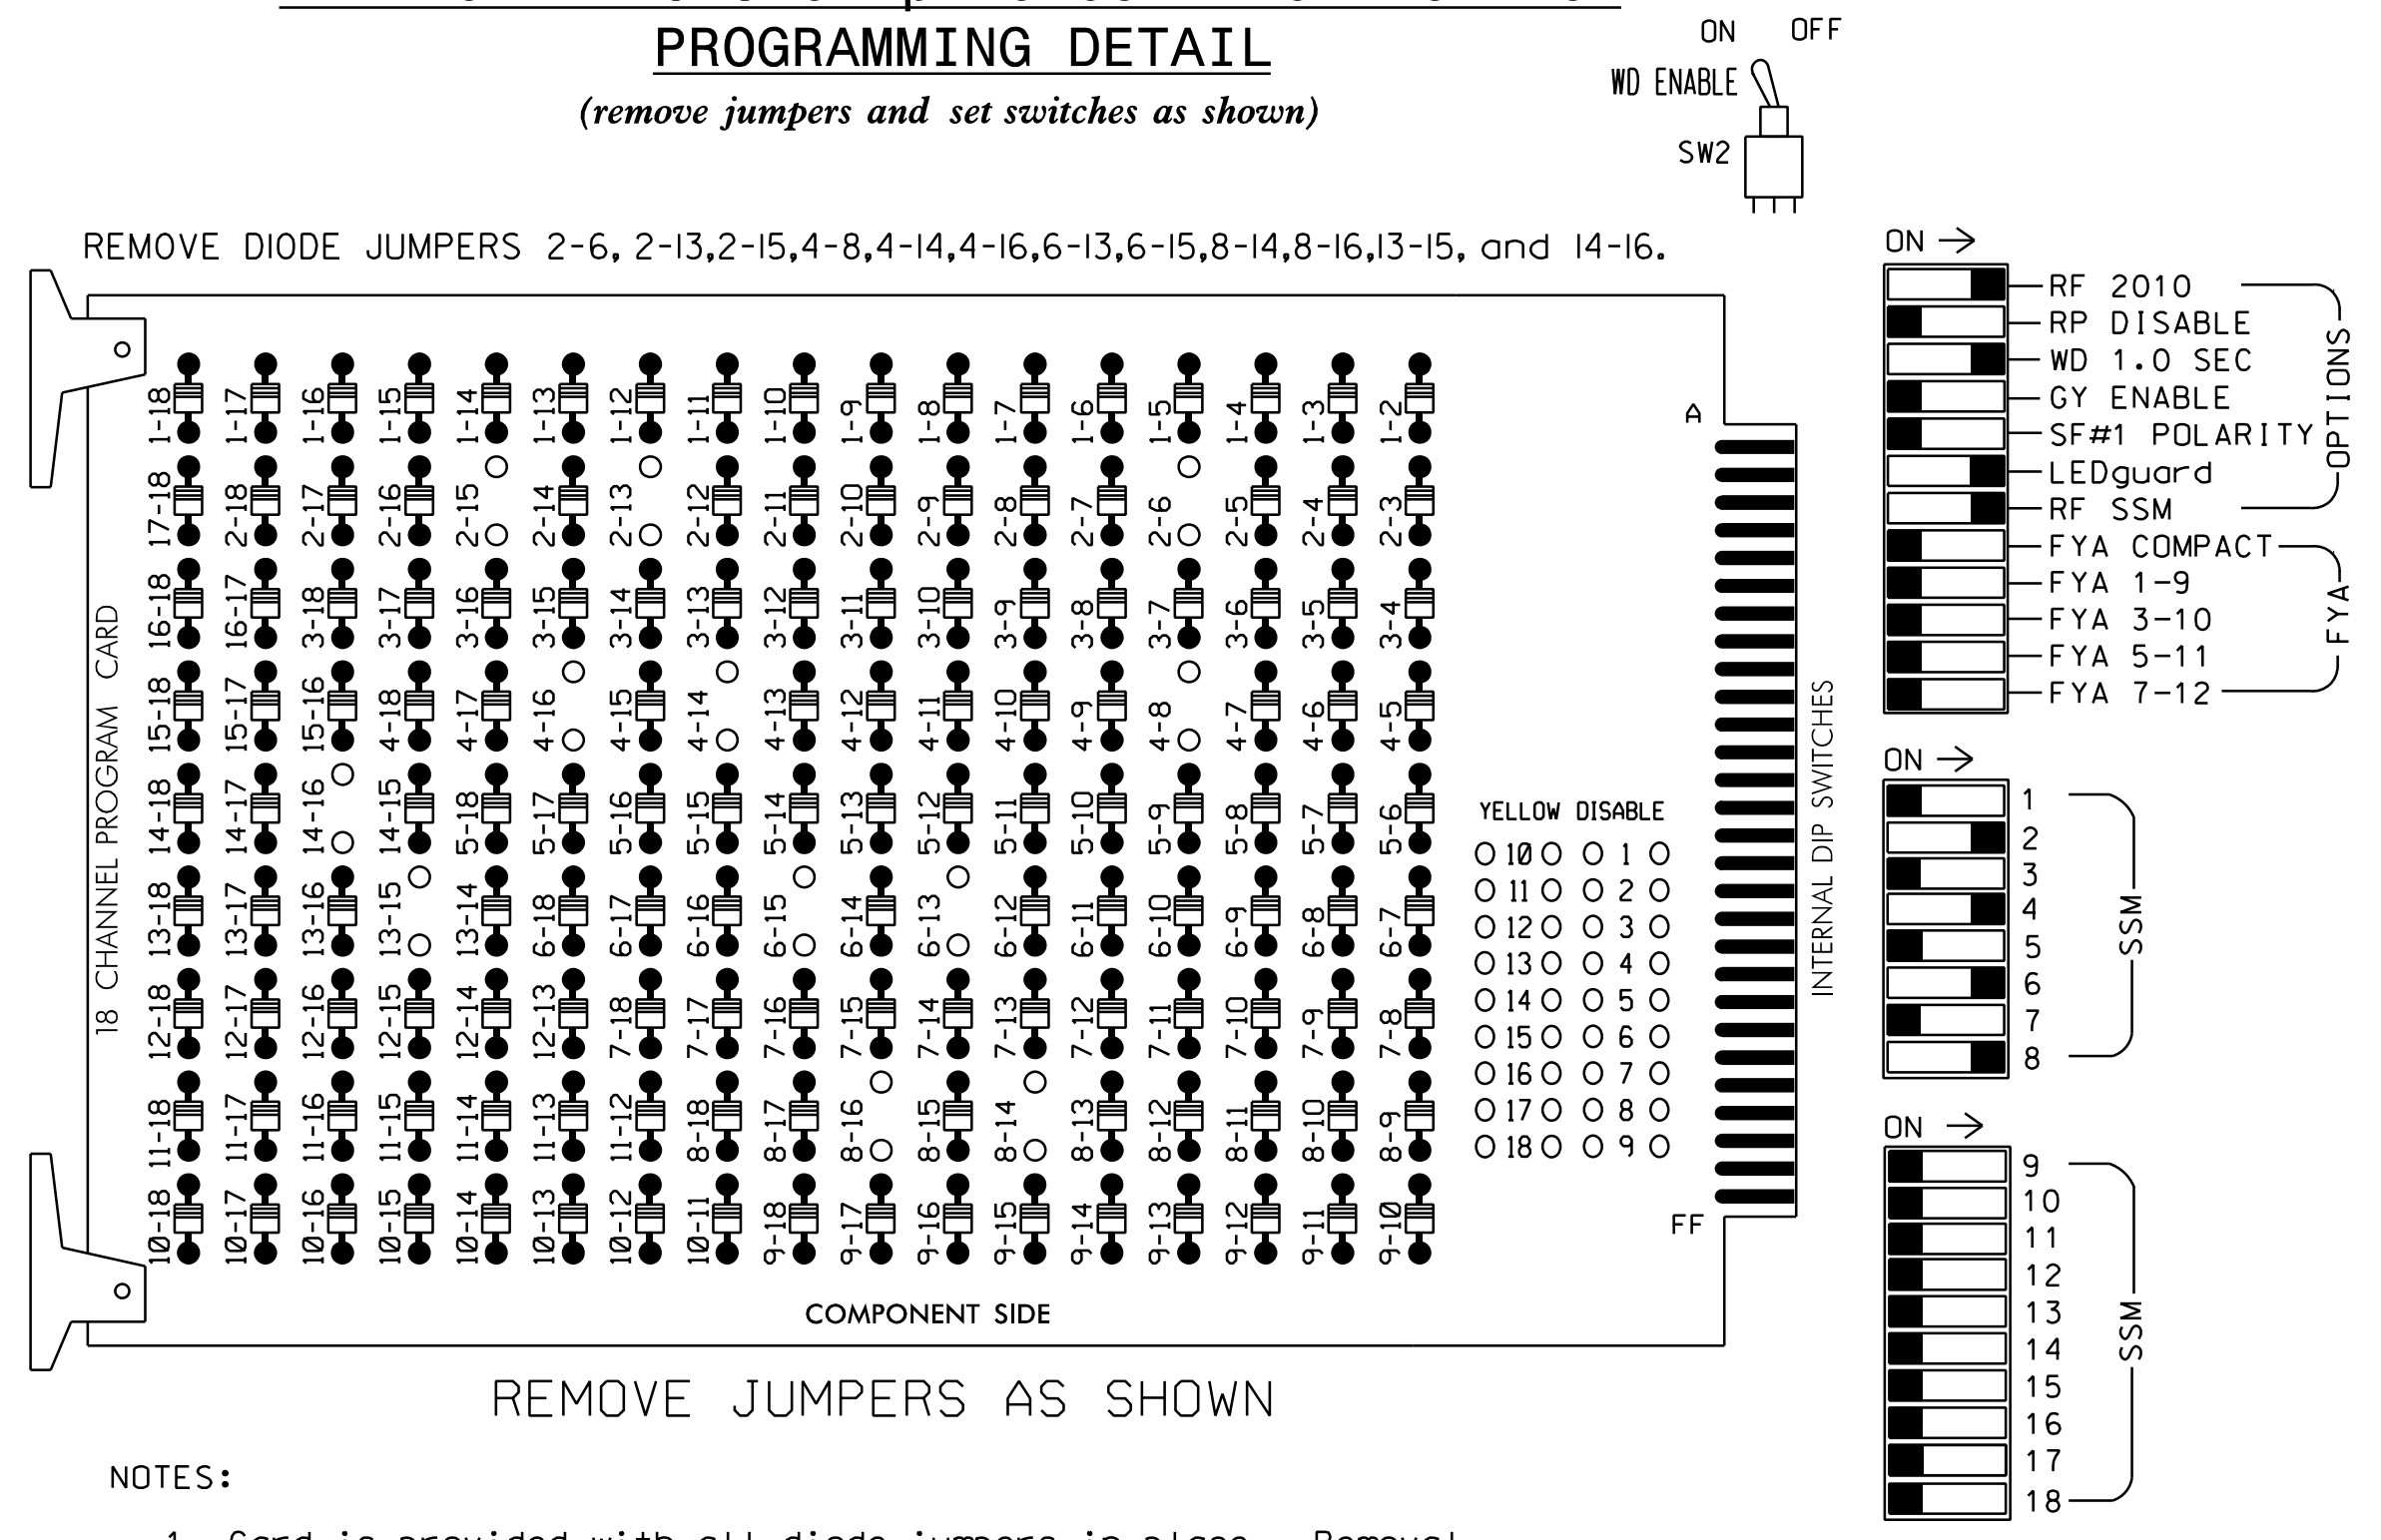 PROGRAMMING DETAIL
(remove jumpers and set switches as shown)
ON OFF
WD ENABLE
SW2
REMOVE DIODE JUMPERS 2-6, 2-13,2-15,4-8,4-14,4-16,6-13,6-15,8-14,8-16,13-15, and 14-16.
18 CHANNEL PROGRAM CARD
1-18 1-17 1-16 1-15 1-14 1-13 1-12 1-11 1-10 1-9 1-8 1-7 1-6 1-5 1-4 1-3 1-2
17-18 2-18 2-17 2-16 2-15 2-14 2-13 2-12 2-11 2-10 2-9 2-8 2-7 2-6 2-5 2-4 2-3
16-18 16-17 3-18 3-17 3-16 3-15 3-14 3-13 3-12 3-11 3-10 3-9 3-8 3-7 3-6 3-5 3-4
15-18 15-17 15-16 4-18 4-17 4-16 4-15 4-14 4-13 4-12 4-11 4-10 4-9 4-8 4-7 4-6 4-5
14-18 14-17 14-16 14-15 5-18 5-17 5-16 5-15 5-14 5-13 5-12 5-11 5-10 5-9 5-8 5-7 5-6
13-18 13-17 13-16 13-15 13-14 6-18 6-17 6-16 6-15 6-14 6-13 6-12 6-11 6-10 6-9 6-8 6-7
12-18 12-17 12-16 12-15 12-14 12-13 7-18 7-17 7-16 7-15 7-14 7-13 7-12 7-11 7-10 7-9 7-8
11-18 11-17 11-16 11-15 11-14 11-13 11-12 8-18 8-17 8-16 8-15 8-14 8-13 8-12 8-11 8-10 8-9
10-18 10-17 10-16 10-15 10-14 10-13 10-12 10-11 9-18 9-17 9-16 9-15 9-14 9-13 9-12 9-11 9-10
A
YELLOW DISABLE
10 1
11 2
12 3
13 4
14 5
15 6
16 7
17 8
18 9
FF
COMPONENT SIDE
INTERNAL DIP SWITCHES
REMOVE JUMPERS AS SHOWN
ON
RF 2010
RP DISABLE
WD 1.0 SEC
GY ENABLE
SF#1 POLARITY
LEDguard
RF SSM
OPTIONS
FYA COMPACT
FYA 1-9
FYA 3-10
FYA 5-11
FYA 7-12
FYA
ON
1
2
3
4
5
6
7
8
SSM
ON
9
10
11
12
13
14
15
16
17
18
SSM
NOTES:
1. Card is provided with all diode jumpers in place. Removal